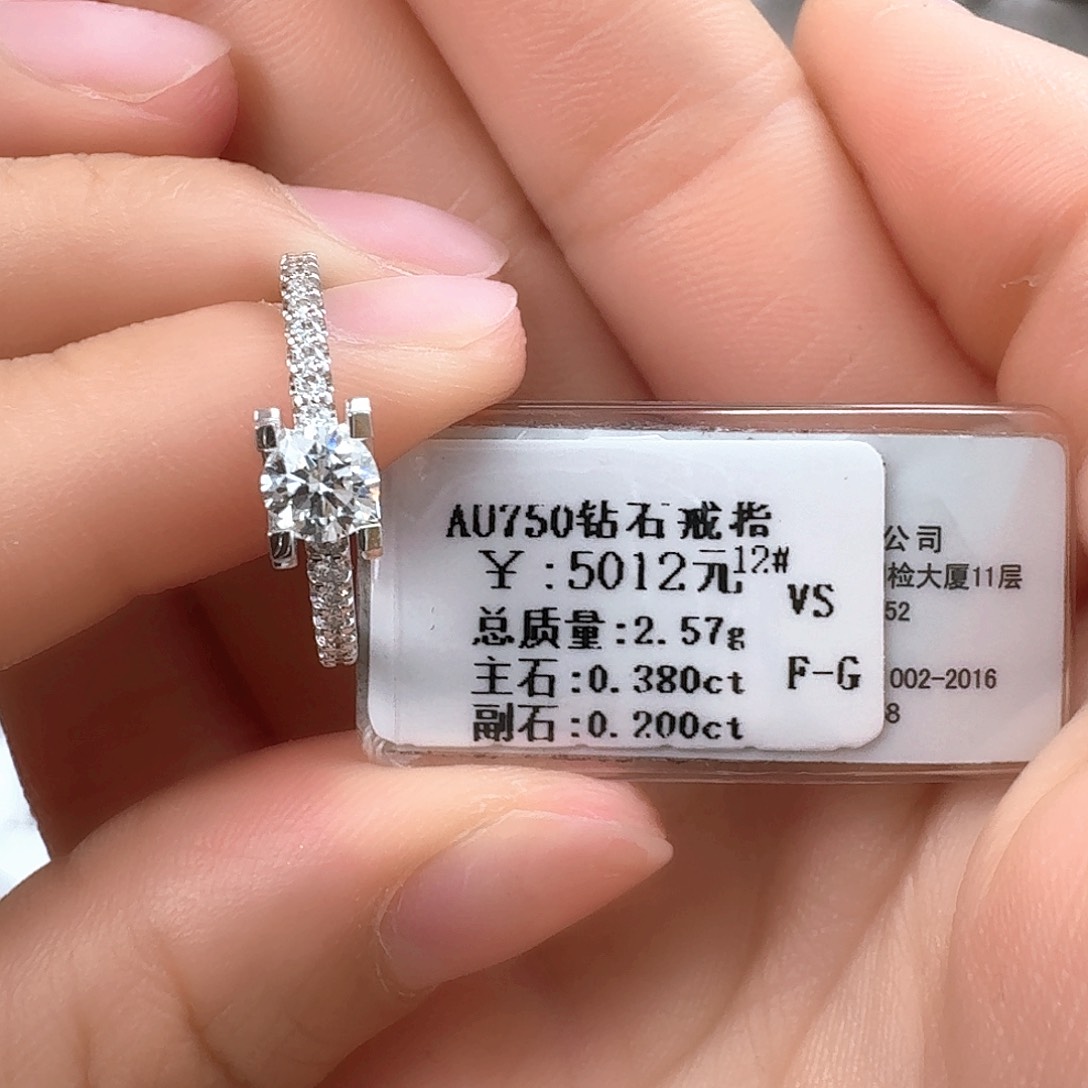 AU750钻石戒指
￥:5012元12#
VS
总质量:2.57g
主石:0.380ct
F-G
副石:0.200ct
公司
检大厦11层
52
002-2016
8